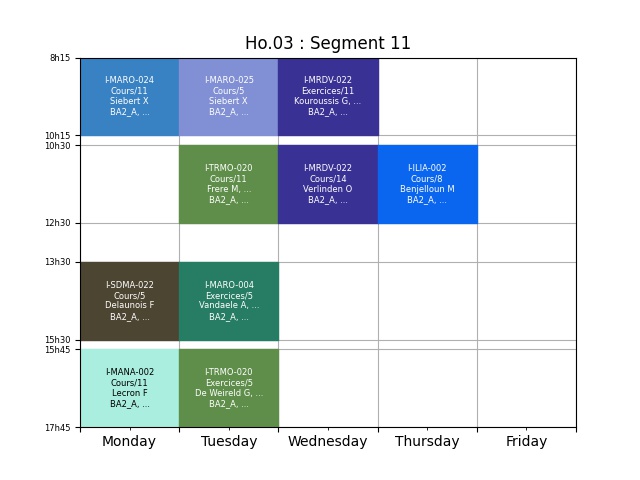 Ho.03 : Segment 11
8h15
I-MARO-024
Cours/11
Siebert X
BA2_A, ...
I-MARO-025
Cours/5
Siebert X
BA2_A, ...
I-MRDV-022
Exercices/11
Kouroussis G, ...
BA2_A, ...
10h15
10h30
I-TRMO-020
Cours/11
Frere M, ...
BA2_A, ...
I-MRDV-022
Cours/14
Verlinden O
BA2_A, ...
I-ILIA-002
Cours/8
Benjelloun M
BA2_A, ...
12h30
13h30
I-SDMA-022
Cours/5
Delaunois F
BA2_A, ...
I-MARO-004
Exercices/5
Vandaele A, ...
BA2_A, ...
15h30
15h45
I-MANA-002
Cours/11
Lecron F
BA2_A, ...
I-TRMO-020
Exercices/5
De Weireld G, ...
BA2_A, ...
17h45
Monday
Tuesday
Wednesday
Thursday
Friday